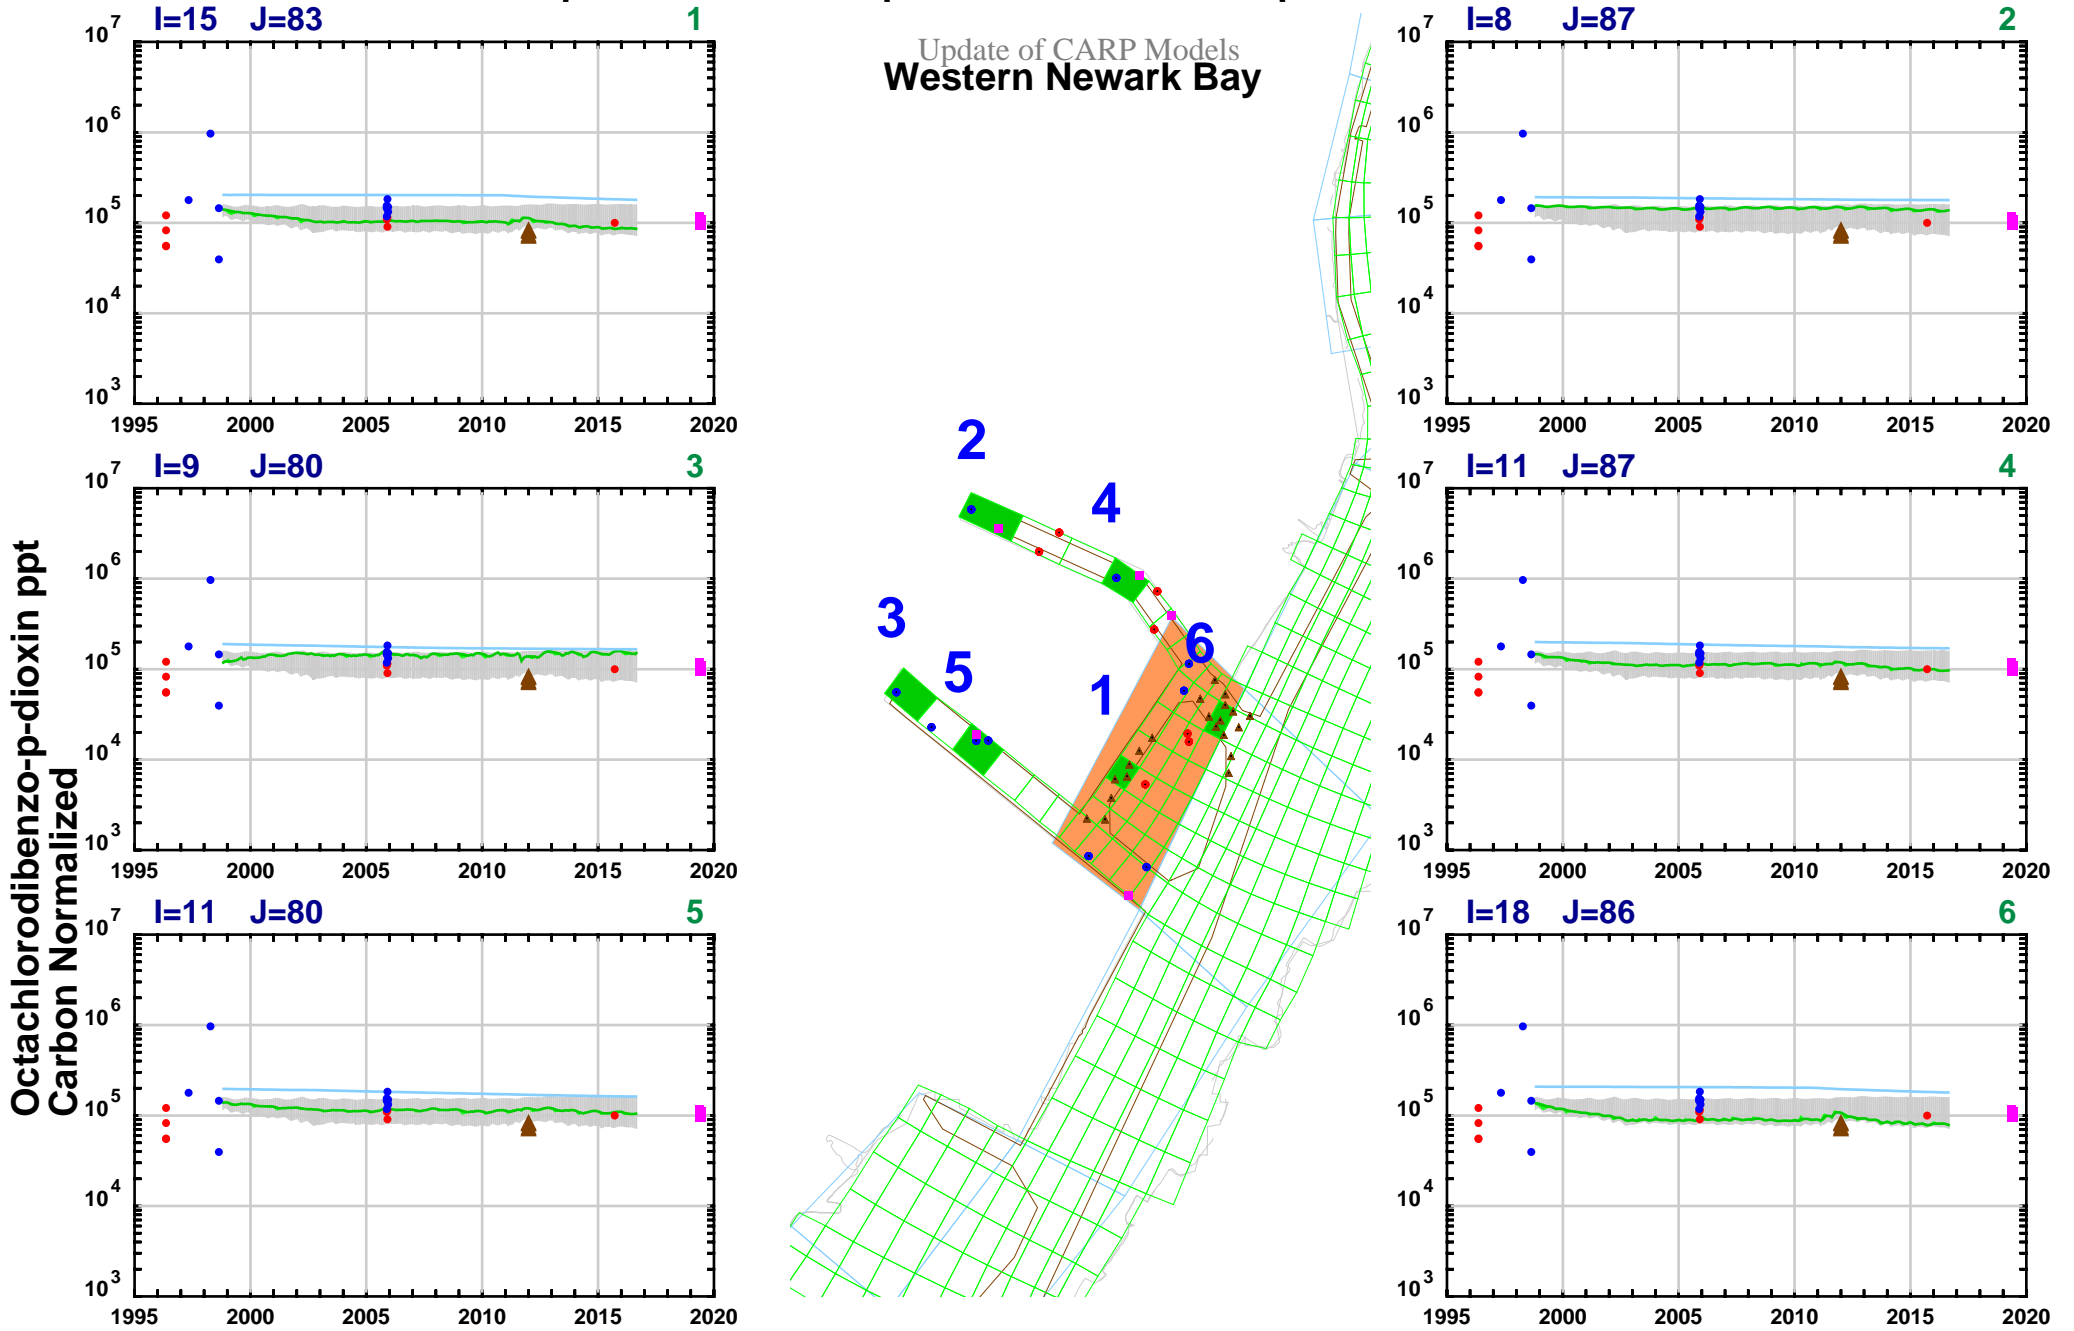 Update of CARP Models
Western Newark Bay
Octachlorodibenzo-p-dioxin ppt
Carbon Normalized
I=15 J=83 1
10^7
10^6
10^5
10^4
10^3
1995 2000 2005 2010 2015 2020
I=8 J=87 2
10^7
10^6
10^5
10^4
10^3
1995 2000 2005 2010 2015 2020
I=9 J=80 3
10^7
10^6
10^5
10^4
10^3
1995 2000 2005 2010 2015 2020
I=11 J=87 4
10^7
10^6
10^5
10^4
10^3
1995 2000 2005 2010 2015 2020
I=11 J=80 5
10^7
10^6
10^5
10^4
10^3
1995 2000 2005 2010 2015 2020
I=18 J=86 6
10^7
10^6
10^5
10^4
10^3
1995 2000 2005 2010 2015 2020
2
4
3
6
5
1